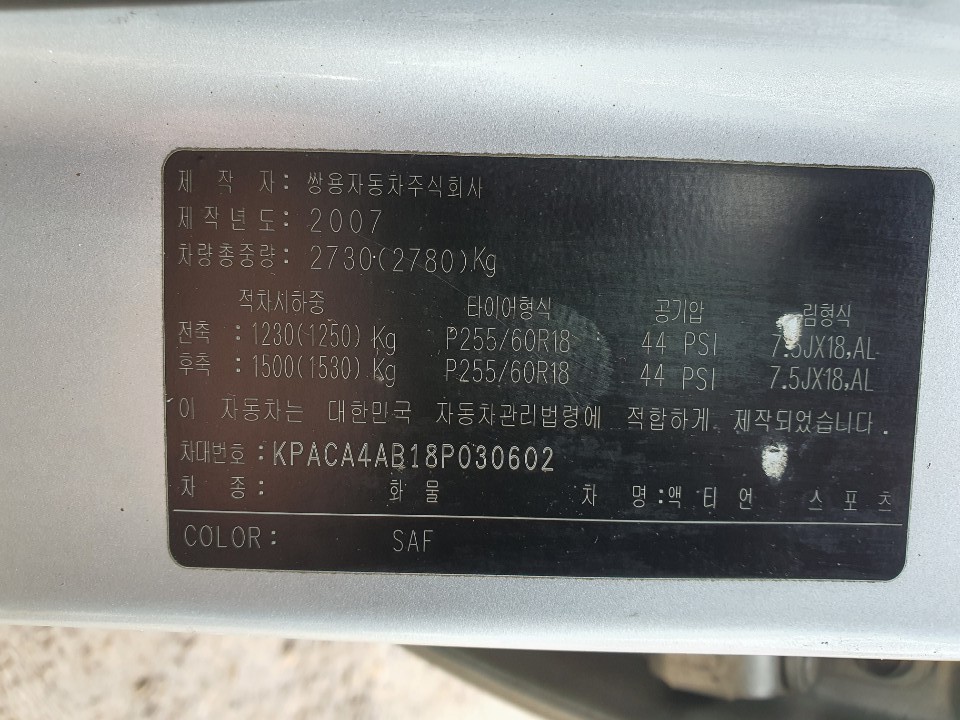 제 작 자: 쌍용자동차주식회사
제작년도: 2007
차량총중량: 2730(2780)Kg
적차시하중 타이어형식 공기압 림형식
전축 : 1230(1250) Kg P255/60R18 44 PSI 7.5JX18,AL
후축 : 1500(1530) Kg P255/60R18 44 PSI 7.5JX18,AL
이 자동차는 대한민국 자동차관리법령에 적합하게 제작되었습니다.
차대번호 : KPACA4AB18P030602
차 종: 화 물 차 명:액 티 언 스 포 츠
COLOR: SAF